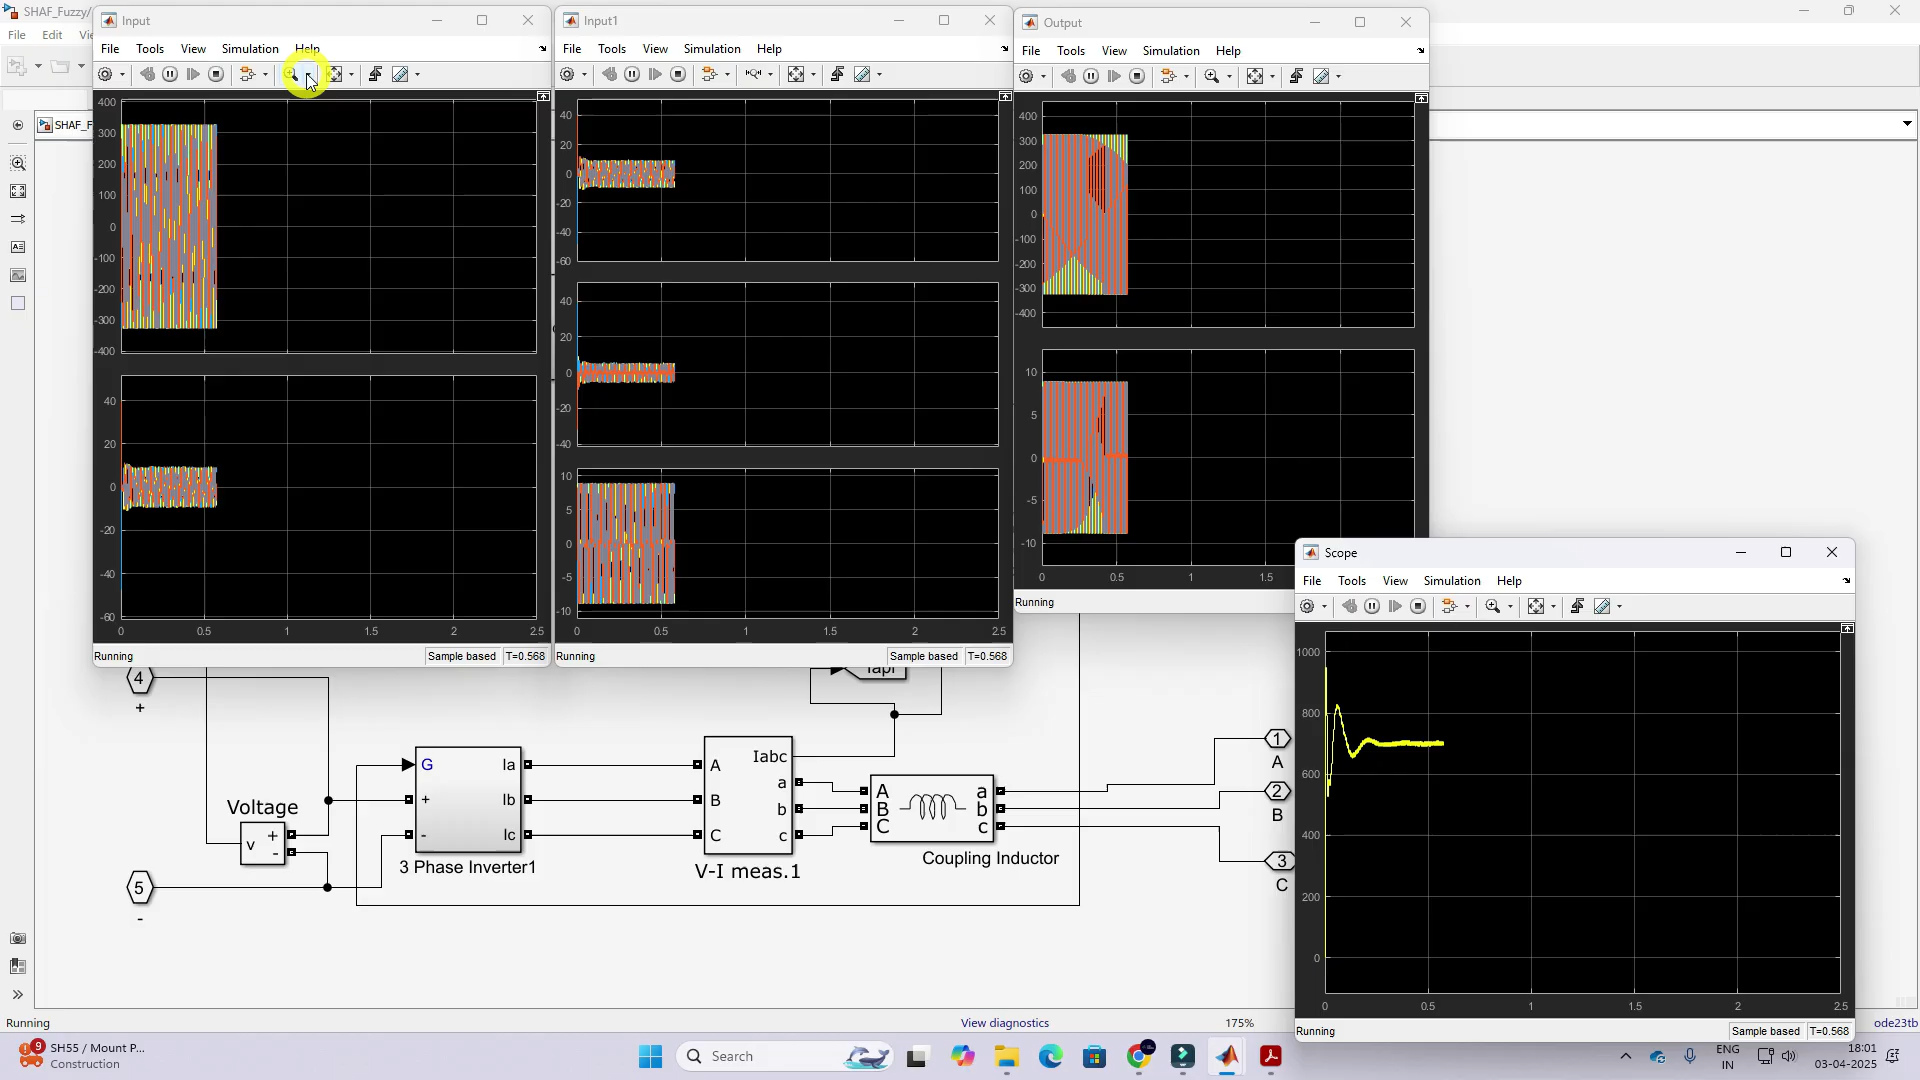 SHAF_Fuzzy/
File Edit Vi
SHAF_F
Input
File Tools View Simulation Help
400
300
200
100
0
-100
-200
-300
-400
40
20
0
-20
-40
-60
0 0.5 1 1.5 2 2.5
Running Sample based T=0.568
Input1
File Tools View Simulation Help
40
20
0
-20
-40
-60
40
20
0
-20
-40
10
5
0
-5
-10
0 0.5 1 1.5 2 2.5
Running Sample based T=0.568
Output
File Tools View Simulation Help
400
300
200
100
0
-100
-200
-300
-400
10
5
0
-5
-10
0 0.5 1 1.5
Running
Scope
File Tools View Simulation Help
1000
800
600
400
200
0
0 0.5 1 1.5 2 2.5
Running Sample based T=0.568
4
+
Voltage
v + -
5
-
G Ia
+ Ib
- Ic
3 Phase Inverter1
Iabc
A a
B b
C c
V-I meas.1
A a
B b
C c
Coupling Inductor
1
A
2
B
3
C
Running View diagnostics 175% ode23tb
9
SH55 / Mount P...
Construction
Search
ENG
IN
18:01
03-04-2025